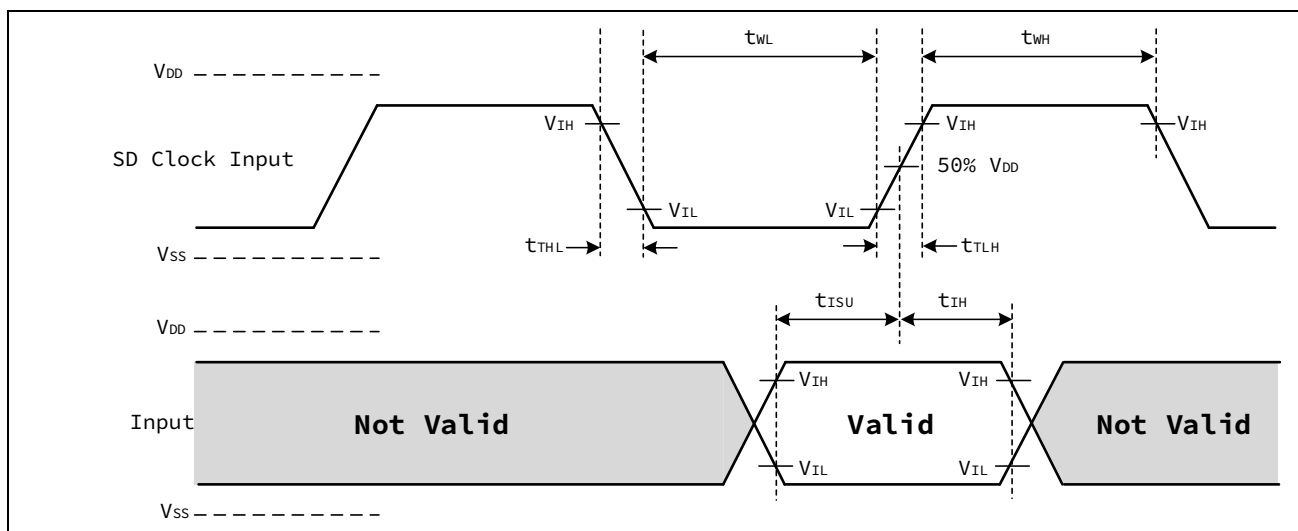 tWL
tWH
VDD
VIH
VIH
VIH
SD Clock Input
50% VDD
VIL
VIL
tTHL
tTLH
VSS
tISU
tIH
VDD
VIH
VIH
Input
Not Valid
Valid
Not Valid
VIL
VIL
VSS